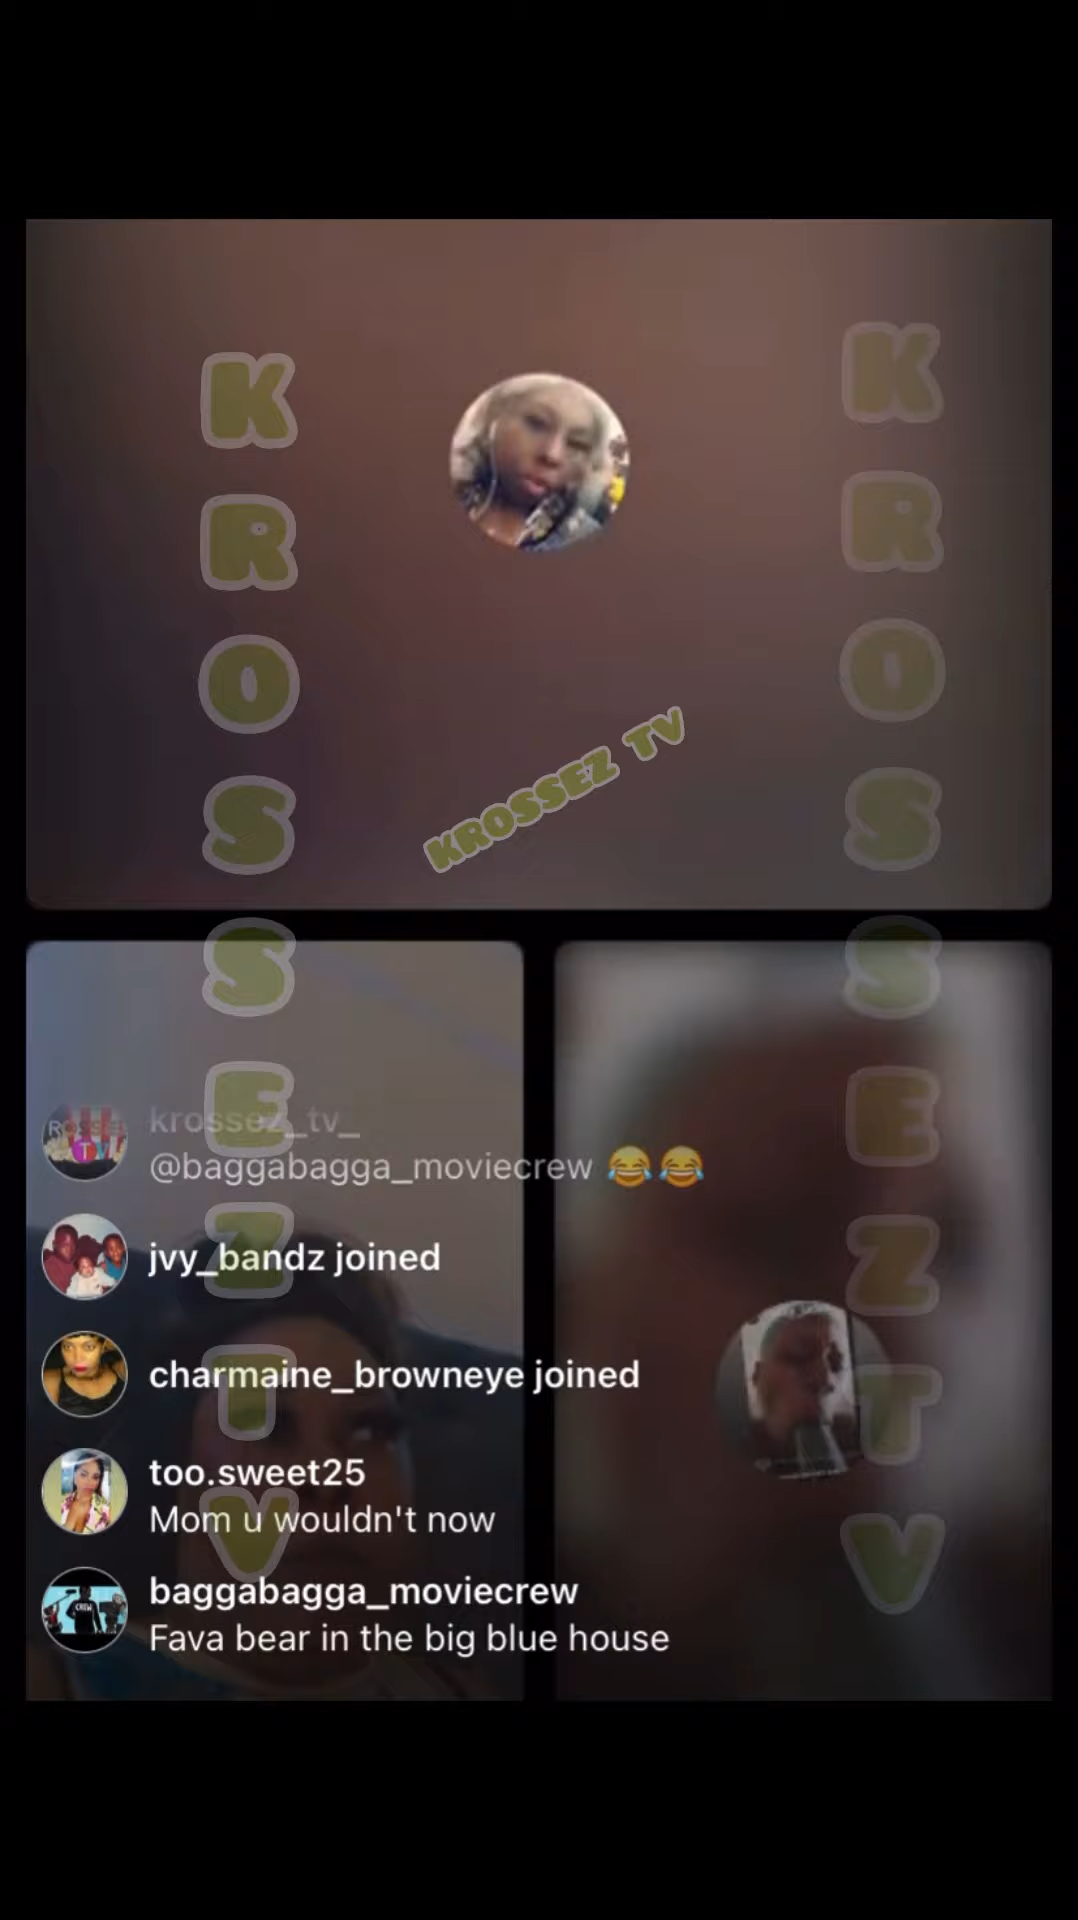 KROSSEZ TV
KROSSEZ TV
KROSSEZ TV
krossez_tv_
@baggabagga_moviecrew 😂😂
jvy_bandz joined
charmaine_browneye joined
too.sweet25
Mom u wouldn't now
baggabagga_moviecrew
Fava bear in the big blue house